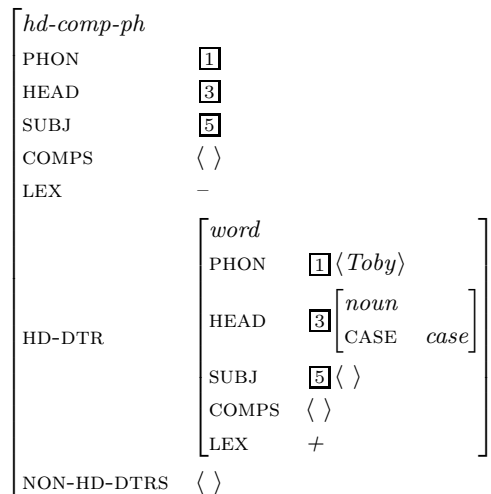 hd-comp-ph
PHON 1
HEAD 3
SUBJ 5
COMPS ⟨ ⟩
LEX –
HD-DTR
word
PHON 1 ⟨ Toby⟩
HEAD 3
noun
CASE case
SUBJ 5 ⟨ ⟩
COMPS ⟨ ⟩
LEX +
NON-HD-DTRS ⟨ ⟩